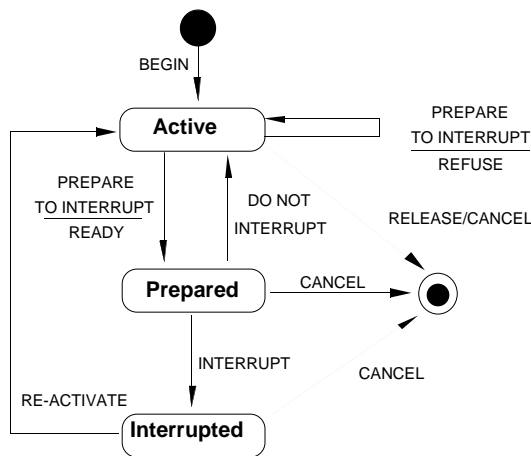 BEGIN
Active
PREPARE
TO INTERRUPT
REFUSE
PREPARE
TO INTERRUPT
READY
DO NOT
INTERRUPT
RELEASE/CANCEL
Prepared
CANCEL
INTERRUPT
CANCEL
RE-ACTIVATE
Interrupted